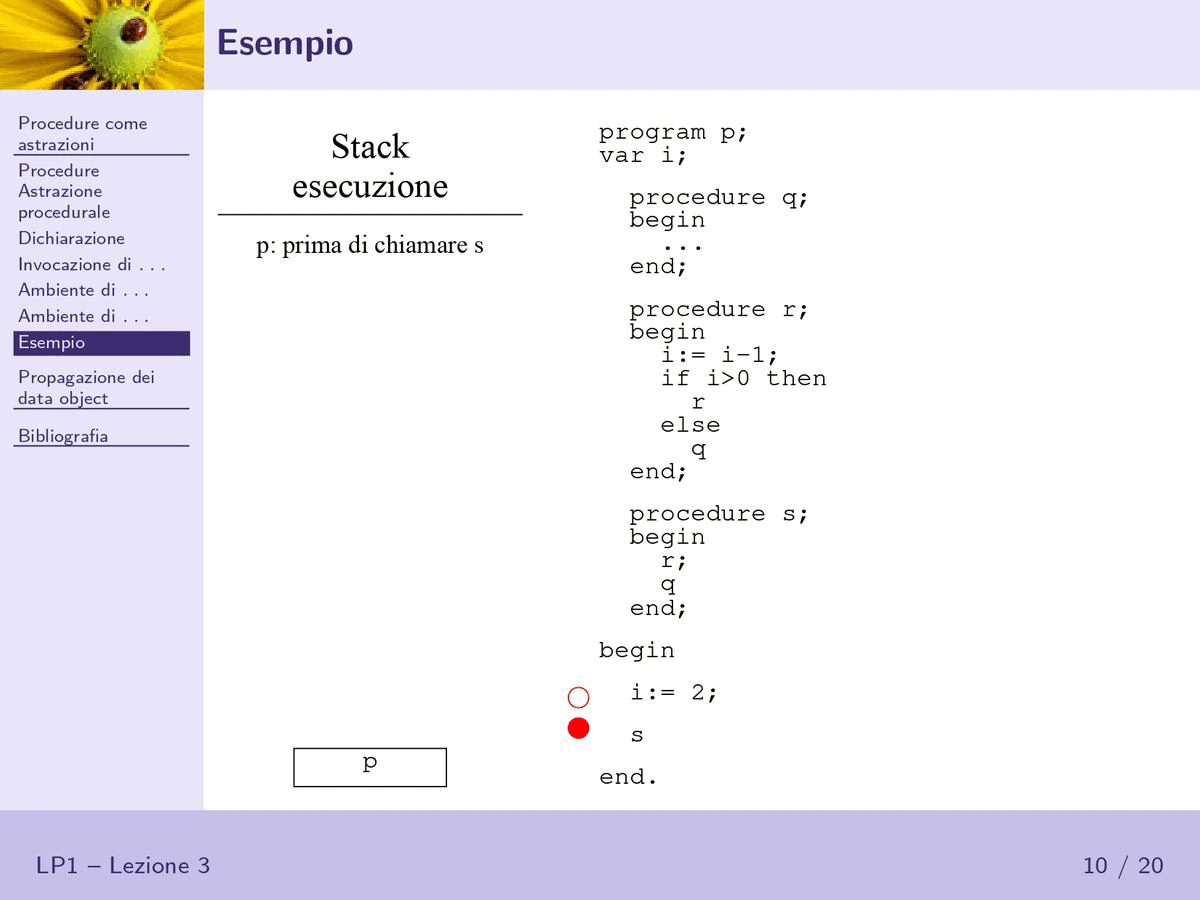 Esempio
Procedure come
astrazioni
Procedure
Astrazione
procedurale
Dichiarazione
Invocazione di . . .
Ambiente di . . .
Ambiente di . . .
Esempio
Propagazione dei
data object
Bibliografia
Stack
esecuzione
p: prima di chiamare s
p
program p;
var i;
procedure q;
begin
...
end;
procedure r;
begin
i:= i-1;
if i>0 then
r
else
q
end;
procedure s;
begin
r;
q
end;
begin
i:= 2;
s
end.
LP1 – Lezione 3
10 / 20